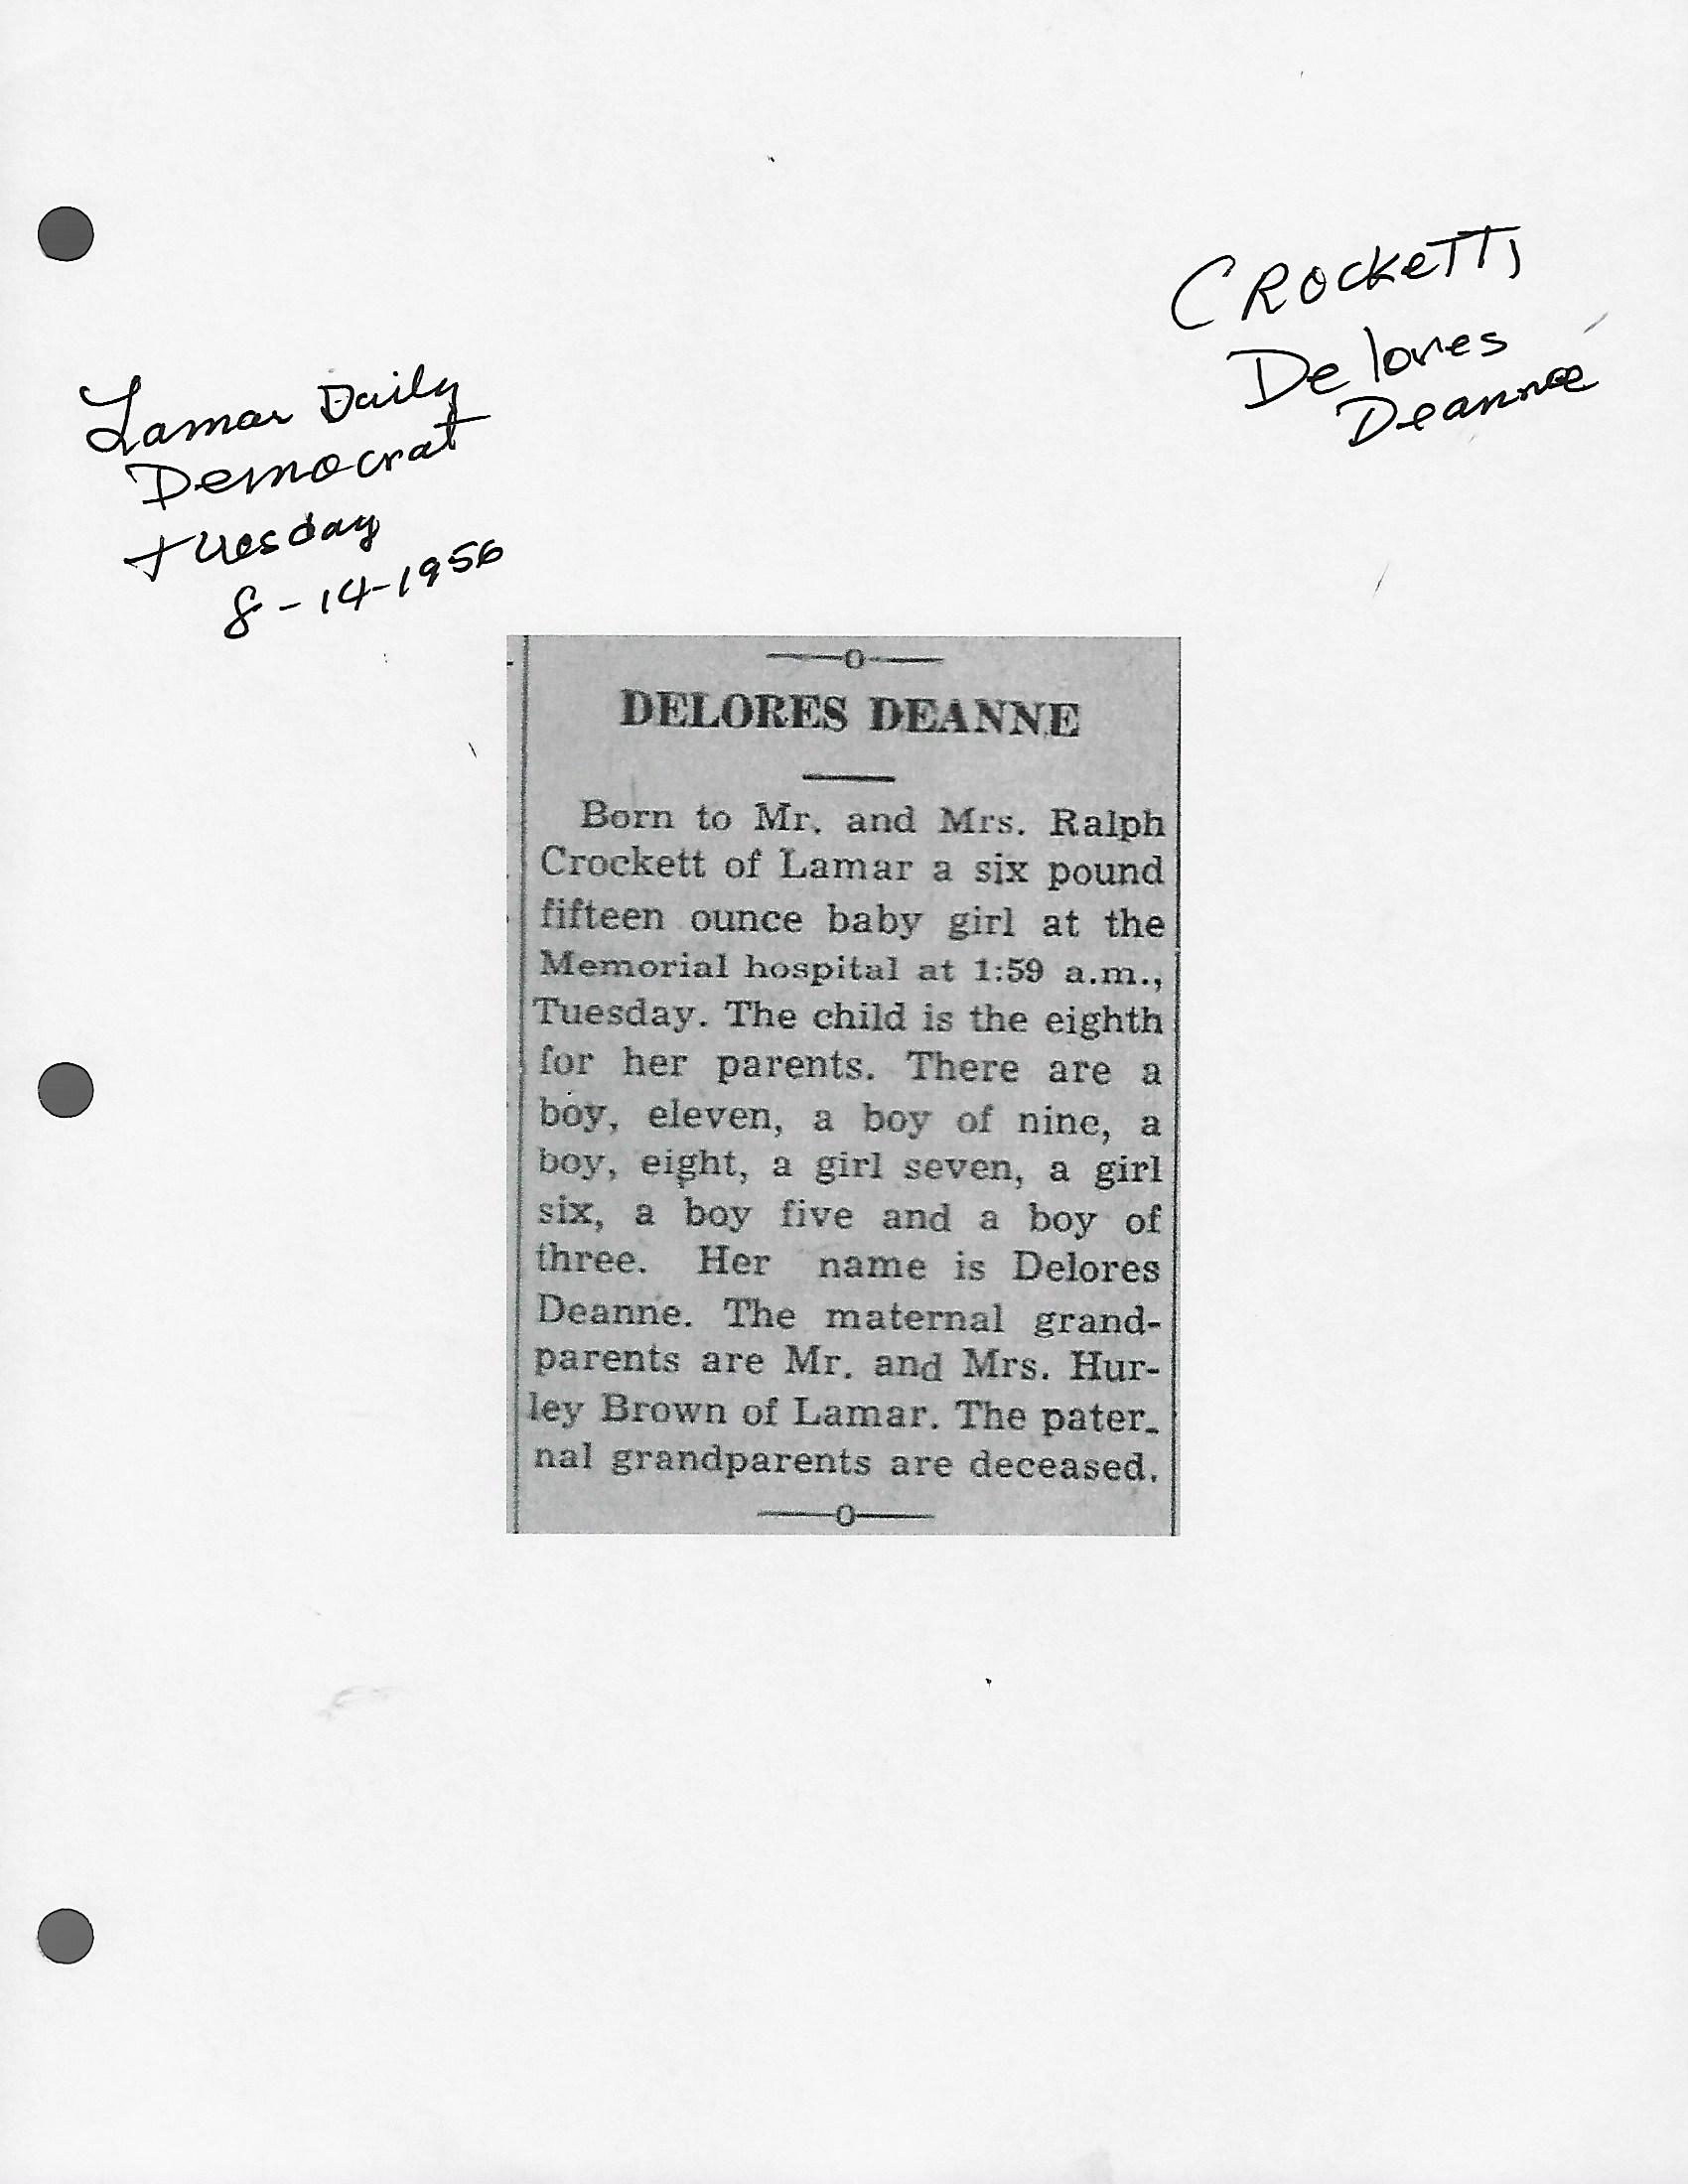 CROCKETT,
Delores
Deanne
Lamar Daily
Democrat
Tuesday
8-14-1956
DELORES DEANNE
Born to Mr. and Mrs. Ralph
Crockett of Lamar a six pound
fifteen ounce baby girl at the
Memorial hospital at 1:59 a.m.,
Tuesday. The child is the eighth
for her parents. There are a
boy, eleven, a boy of nine, a
boy, eight, a girl seven, a girl
six, a boy five and a boy of
three. Her name is Delores
Deanne. The maternal grand-
parents are Mr. and Mrs. Hur-
ley Brown of Lamar. The pater-
nal grandparents are deceased.